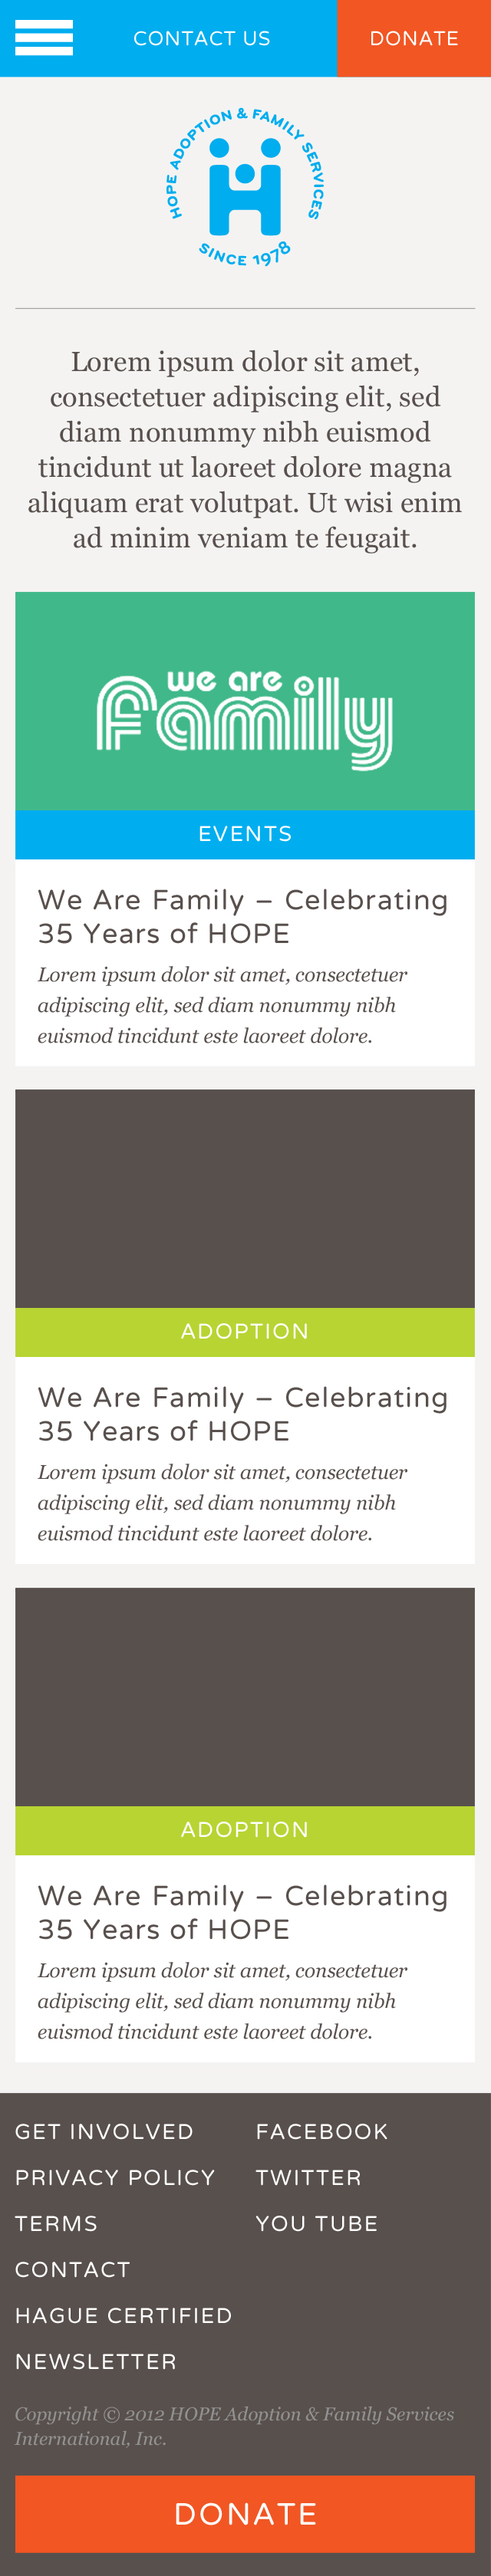 CONTACT US
DONATE
HOPE ADOPTION & FAMILY SERVICES
SINCE 1978
Lorem ipsum dolor sit amet,
consectetuer adipiscing elit, sed
diam nonummy nibh euismod
tincidunt ut laoreet dolore magna
aliquam erat volutpat. Ut wisi enim
ad minim veniam te feugait.
we are
family
EVENTS
We Are Family – Celebrating
35 Years of HOPE
Lorem ipsum dolor sit amet, consectetuer
adipiscing elit, sed diam nonummy nibh
euismod tincidunt este laoreet dolore.
ADOPTION
We Are Family – Celebrating
35 Years of HOPE
Lorem ipsum dolor sit amet, consectetuer
adipiscing elit, sed diam nonummy nibh
euismod tincidunt este laoreet dolore.
ADOPTION
We Are Family – Celebrating
35 Years of HOPE
Lorem ipsum dolor sit amet, consectetuer
adipiscing elit, sed diam nonummy nibh
euismod tincidunt este laoreet dolore.
GET INVOLVED
PRIVACY POLICY
TERMS
CONTACT
HAGUE CERTIFIED
NEWSLETTER
FACEBOOK
TWITTER
YOU TUBE
Copyright © 2012 HOPE Adoption & Family Services
International, Inc.
DONATE